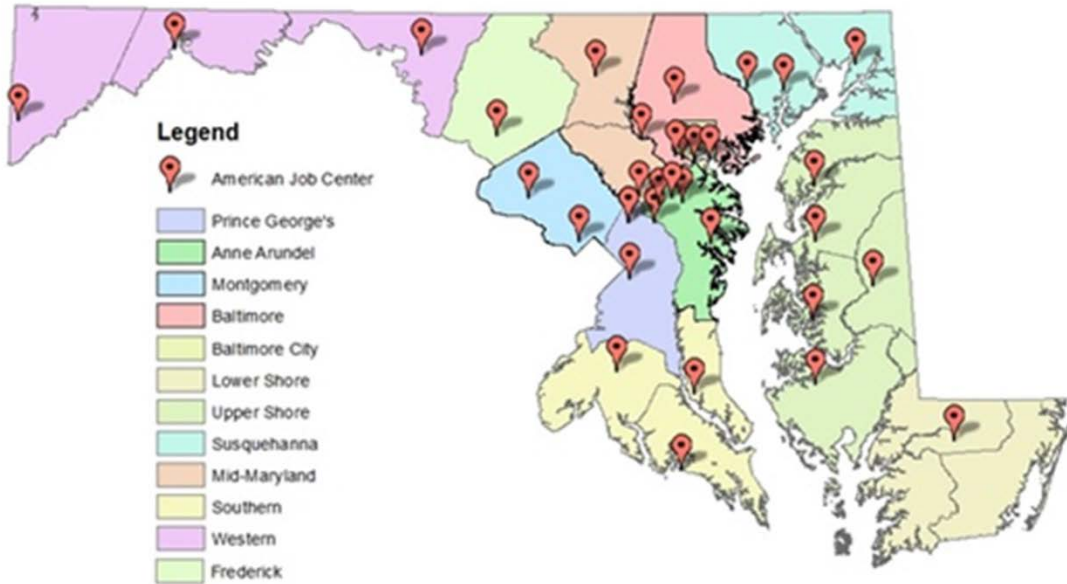 Legend
American Job Center
Prince George's
Anne Arundel
Montgomery
Baltimore
Baltimore City
Lower Shore
Upper Shore
Susquehanna
Mid-Maryland
Southern
Western
Frederick